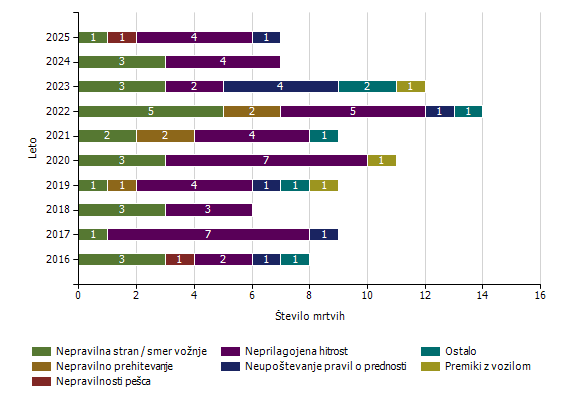 2025 1 1 4 1
2024 3 4
2023 3 2 4 2 1
2022 5 2 5 1 1
2021 2 2 4 1
2020 3 7 1
2019 1 1 4 1 1 1
2018 3 3
2017 1 7 1
2016 3 1 2 1 1
Leto
0 2 4 6 8 10 12 14 16
Število mrtvih
Nepravilna stran / smer vožnje Neprilagojena hitrost Ostalo
Nepravilno prehitevanje Neupoštevanje pravil o prednosti Premiki z vozilom
Nepravilnosti pešca